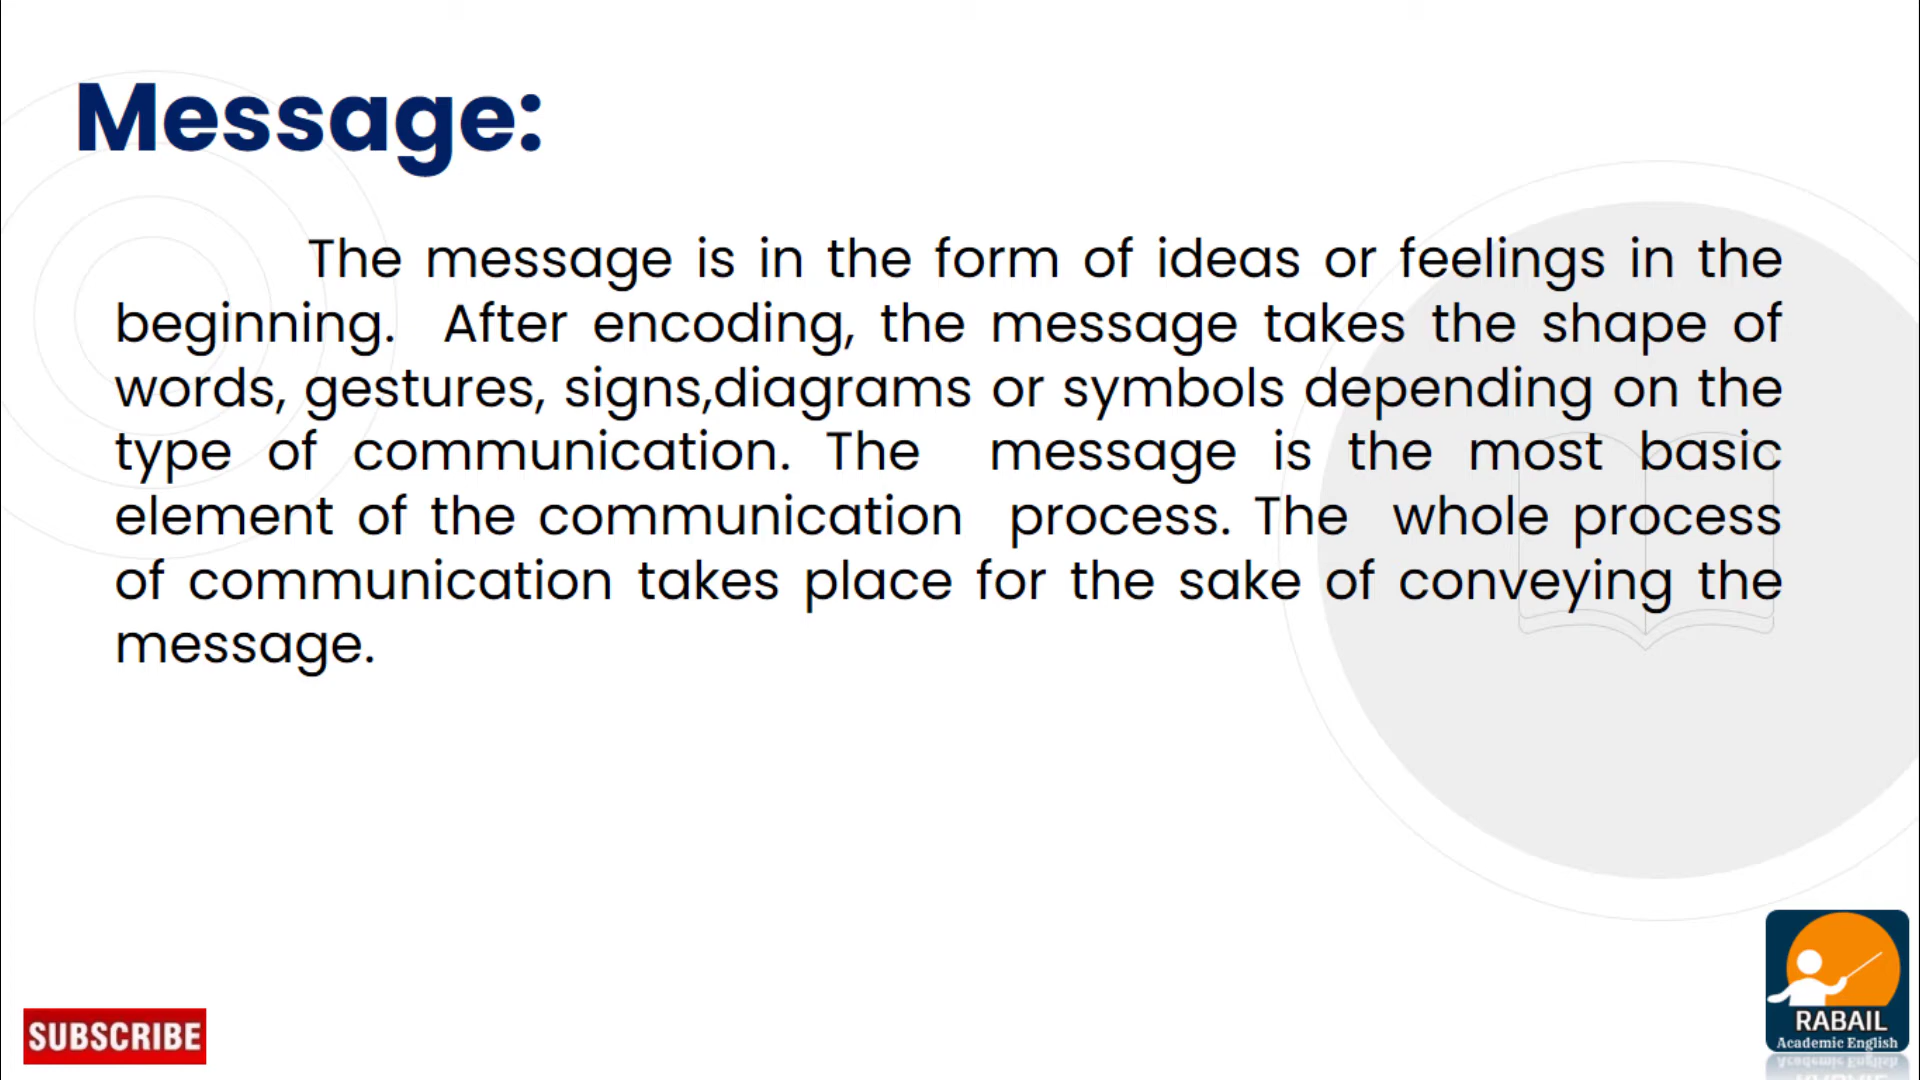 Message:
The message is in the form of ideas or feelings in the
beginning. After encoding, the message takes the shape of
words, gestures, signs,diagrams or symbols depending on the
type of communication. The message is the most basic
element of the communication process. The whole process
of communication takes place for the sake of conveying the
message.
SUBSCRIBE
RABAIL
Academic English